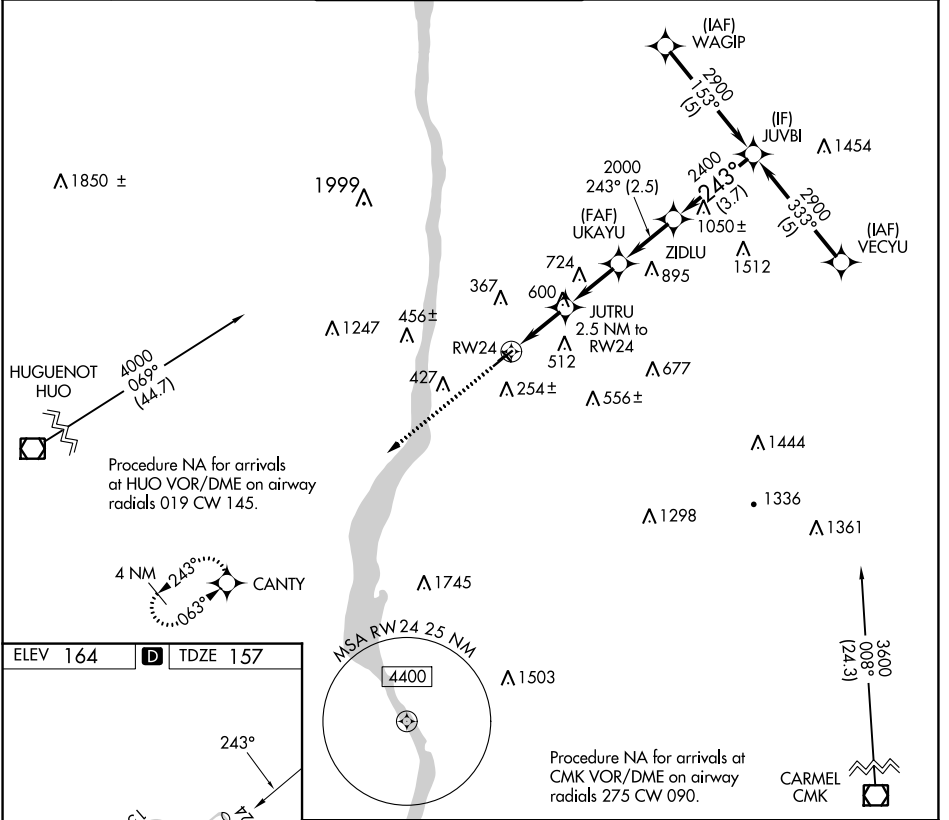 (IAF)
WAGIP
2900
153°
(5)
(IF)
JUVBI
1454
1850 ±
1999
2000
243° (2.5)
2400
243°
(3.7)
2900
333°
(5)
(FAF)
UKAYU
1050 ±
(IAF)
VECYU
ZIDLU
1512
724
895
367
600
JUTRU
2.5 NM to
RW24
456 ±
1247
RW24
512
677
427
254 ±
556 ±
HUGUENOT
HUO
4000
069°
(44.7)
1444
Procedure NA for arrivals
at HUO VOR/DME on airway
radials 019 CW 145.
1336
1298
1361
4 NM
243°
063°
CANTY
1745
MSA RW24 25 NM
4400
1503
3600
008°
(24.3)
ELEV 164 D TDZE 157
243°
24
Procedure NA for arrivals at
CMK VOR/DME on airway
radials 275 CW 090.
CARMEL
CMK